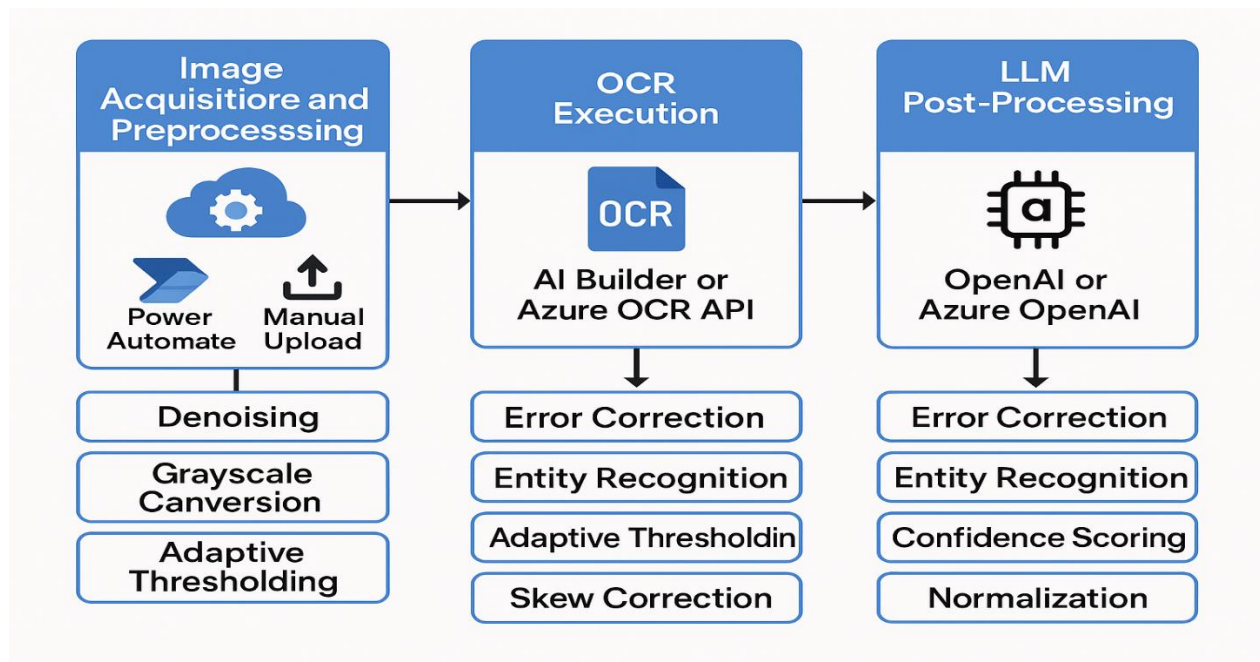 Image
Acquisitiore and
Preprocesssing
Power
Automate
Manual
Upload
Denoising
Grayscale
Canversion
Adaptive
Thresholding
OCR
Execution
OCR
AI Builder or
Azure OCR API
Error Correction
Entity Recognition
Adaptive Thresholdin
Skew Correction
LLM
Post-Processing
a
OpenAI or
Azure OpenAI
Error Correction
Entity Recognition
Confidence Scoring
Normalization